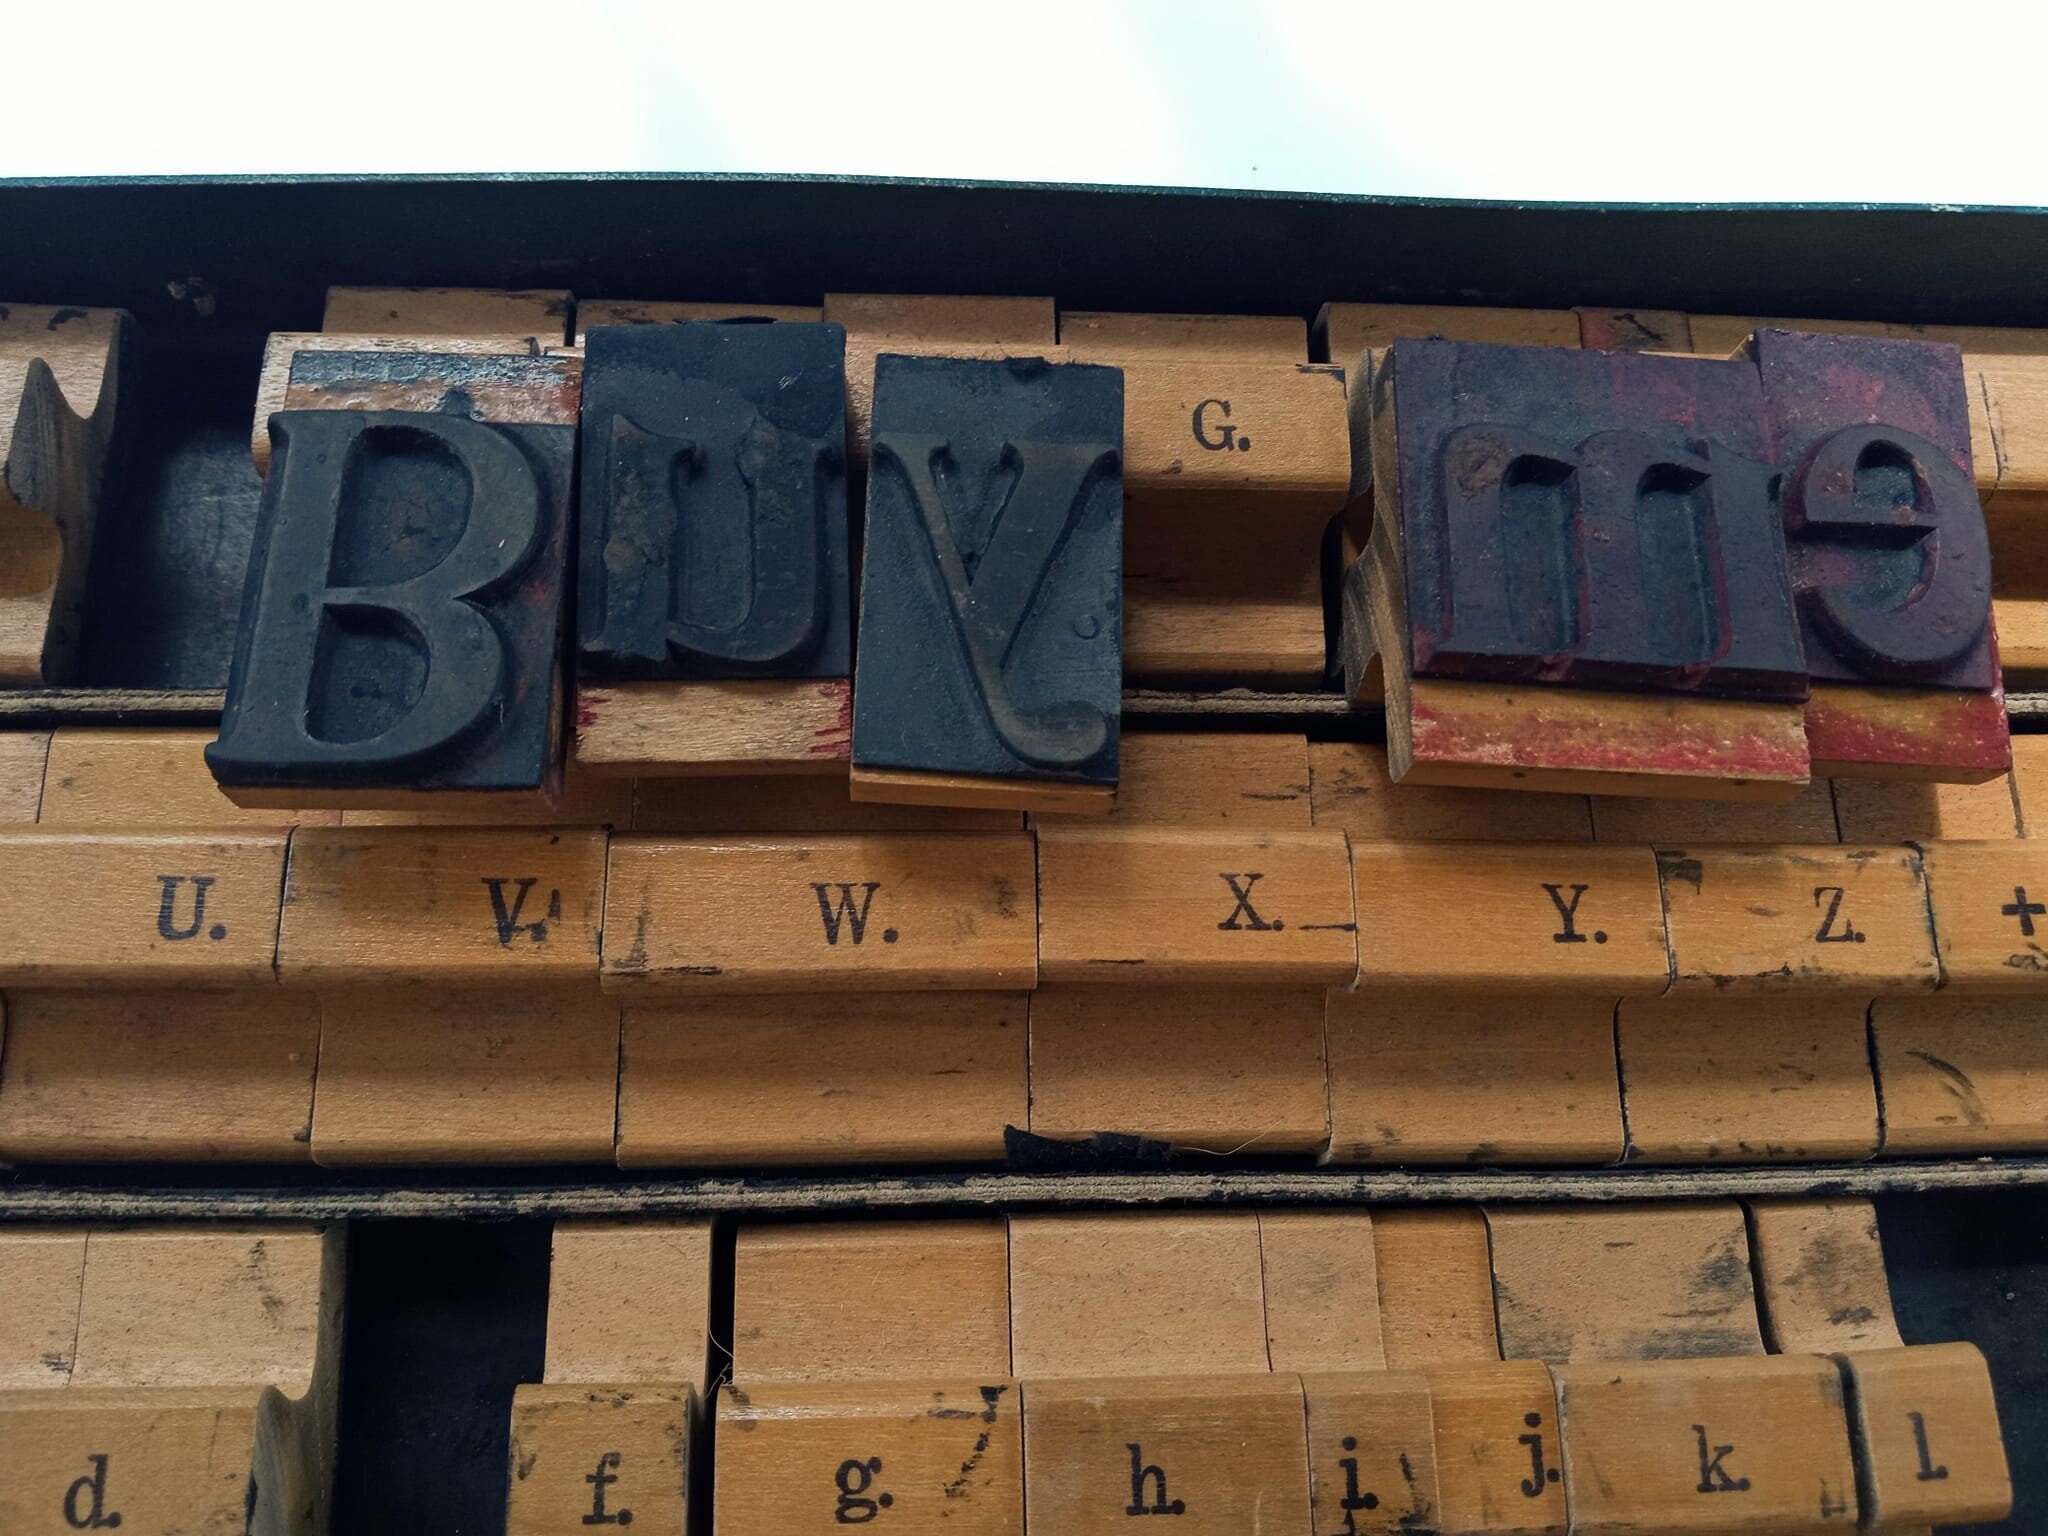 Buy me
G.
U. V. W. X. Y. Z. +
d. f. g. h. i. j. k. l.